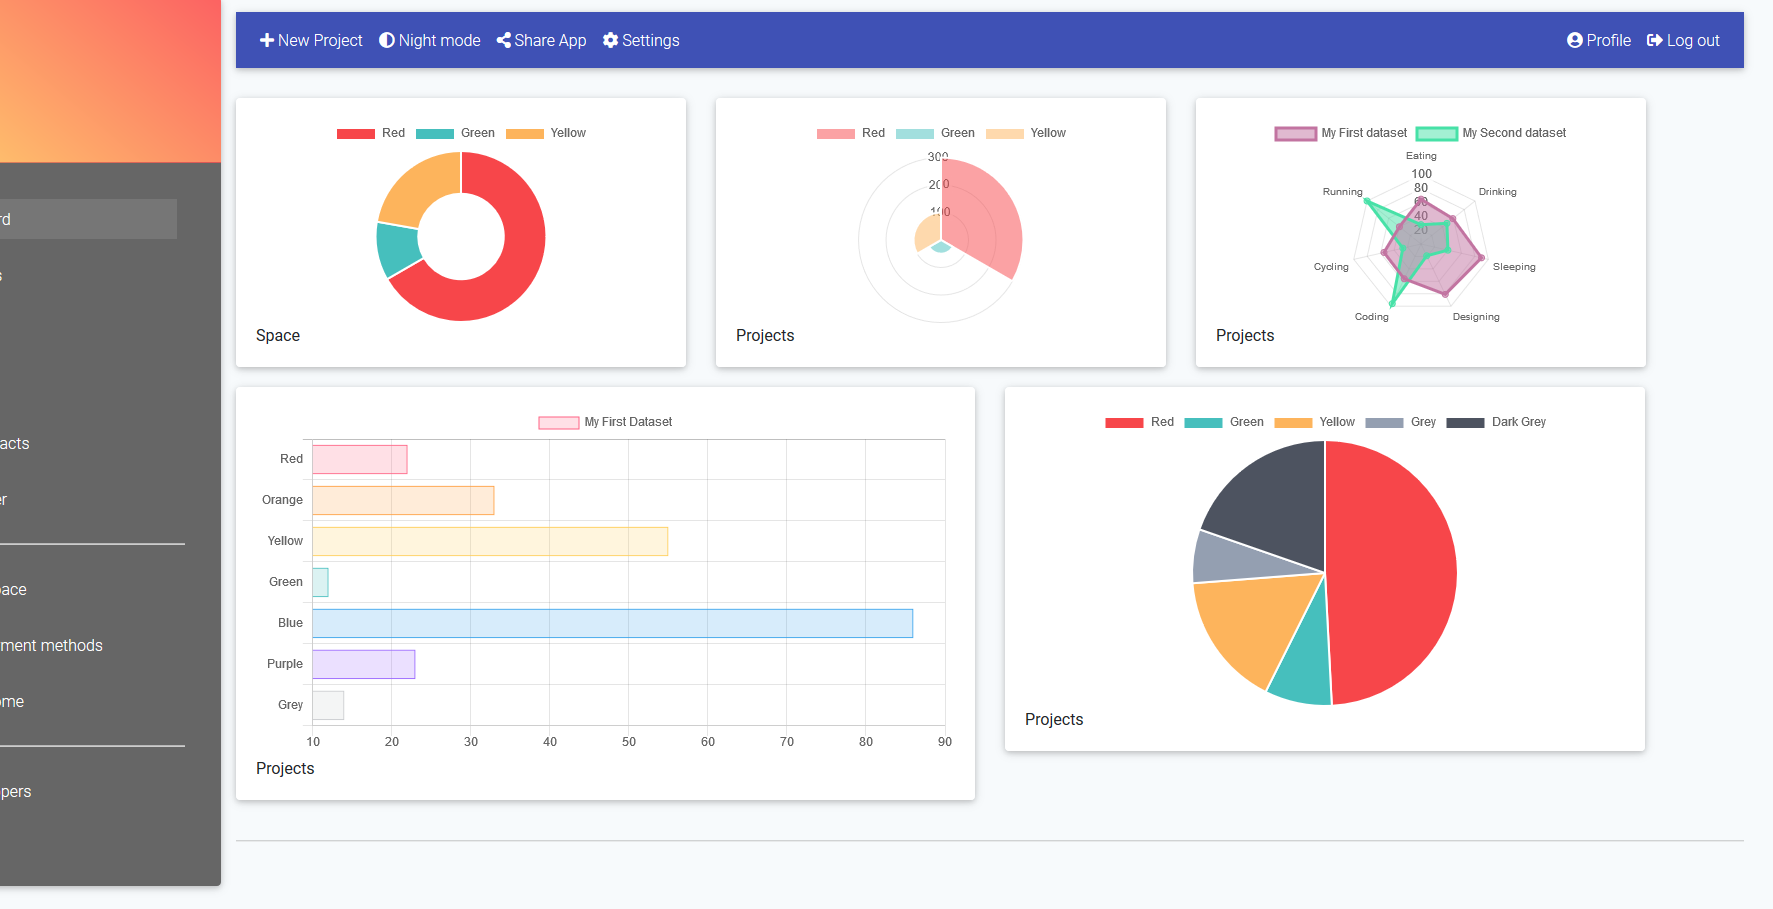 New Project Night mode Share App Settings Profile Log out
rd
s
acts
er
ace
ment methods
ome
pers
Red Green Yellow
Space
Red Green Yellow
300
200
100
Projects
My First dataset My Second dataset
Eating
Drinking
Sleeping
Designing
Coding
Cycling
Running
100
80
60
40
20
Projects
My First Dataset
Red
Orange
Yellow
Green
Blue
Purple
Grey
10 20 30 40 50 60 70 80 90
Projects
Red Green Yellow Grey Dark Grey
Projects